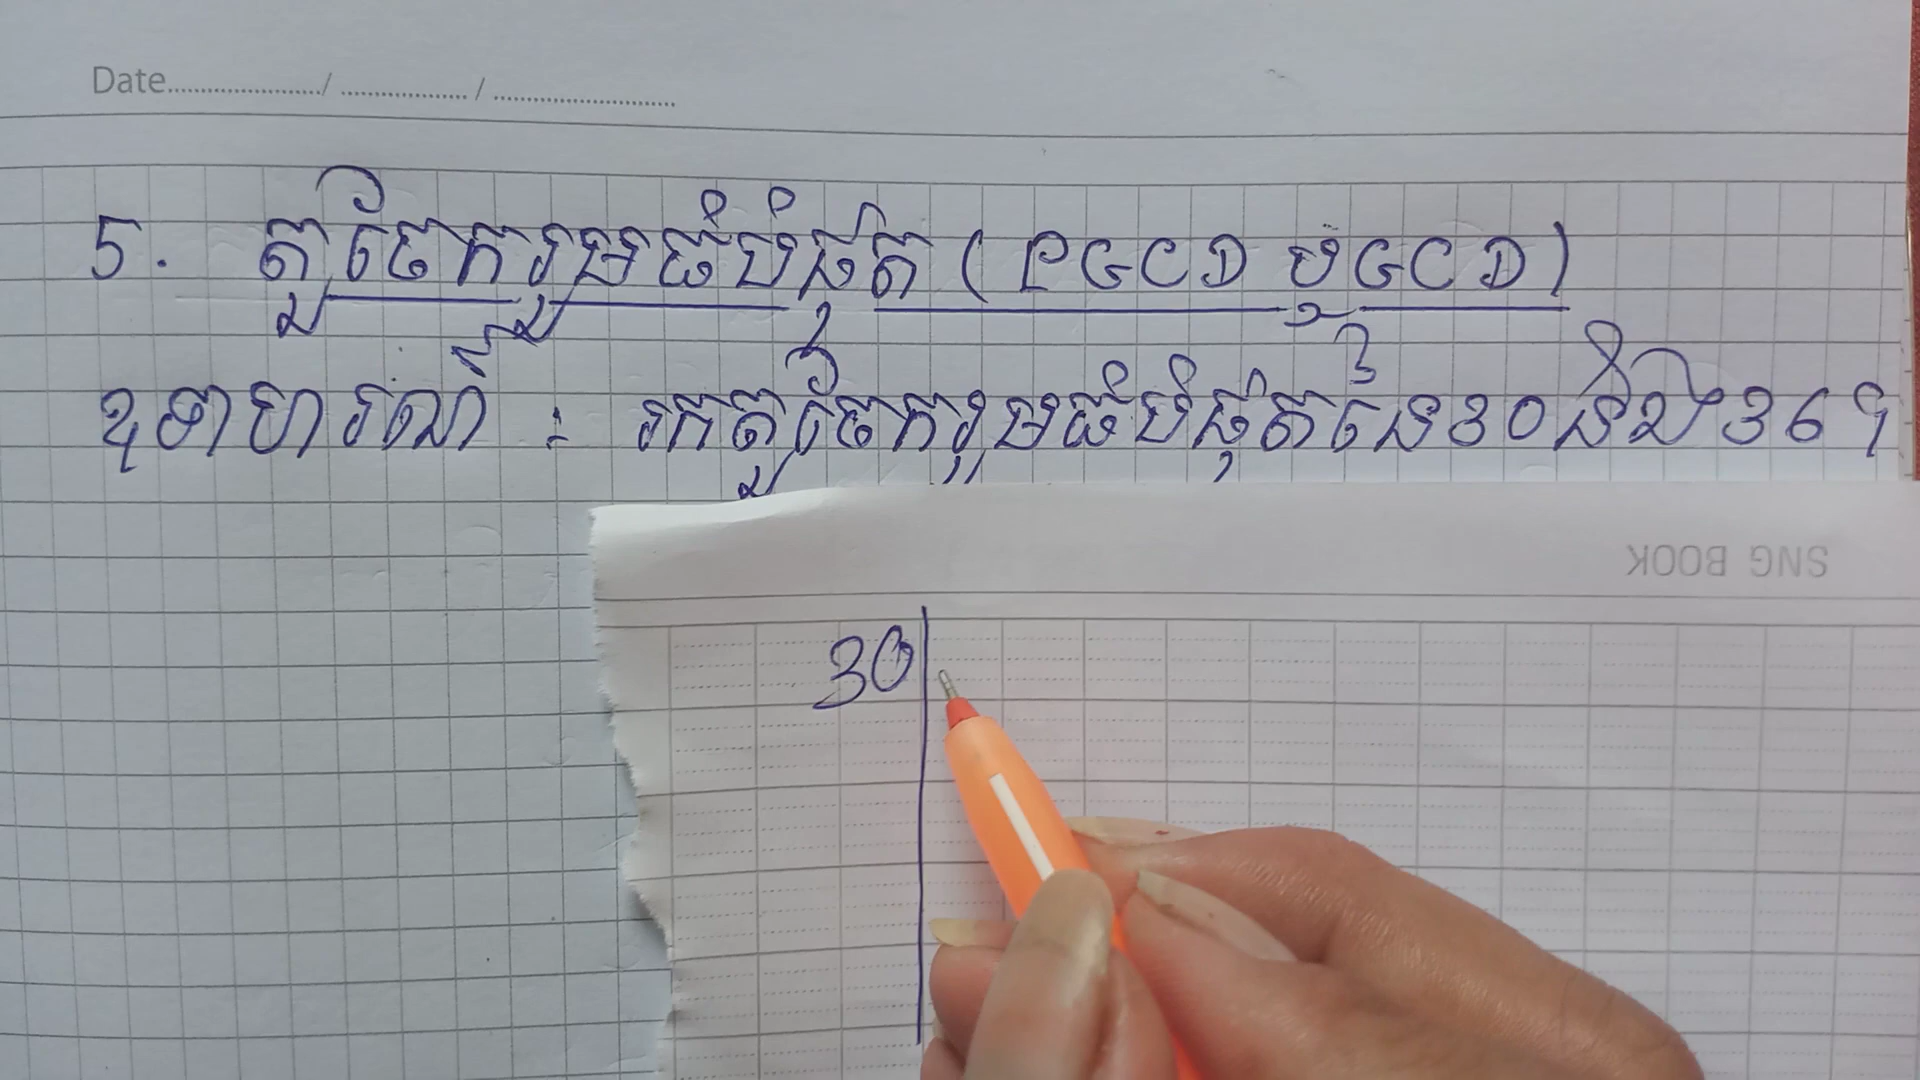 Date....................../ .................. / ..........................
5. តួចែករួមធំបំផុត (PGCD ឬ GCD)
ឧទាហរណ៍ : រកតួចែករួមធំបំផុតនៃ 30 និង 36 ។
SNG BOOK
30